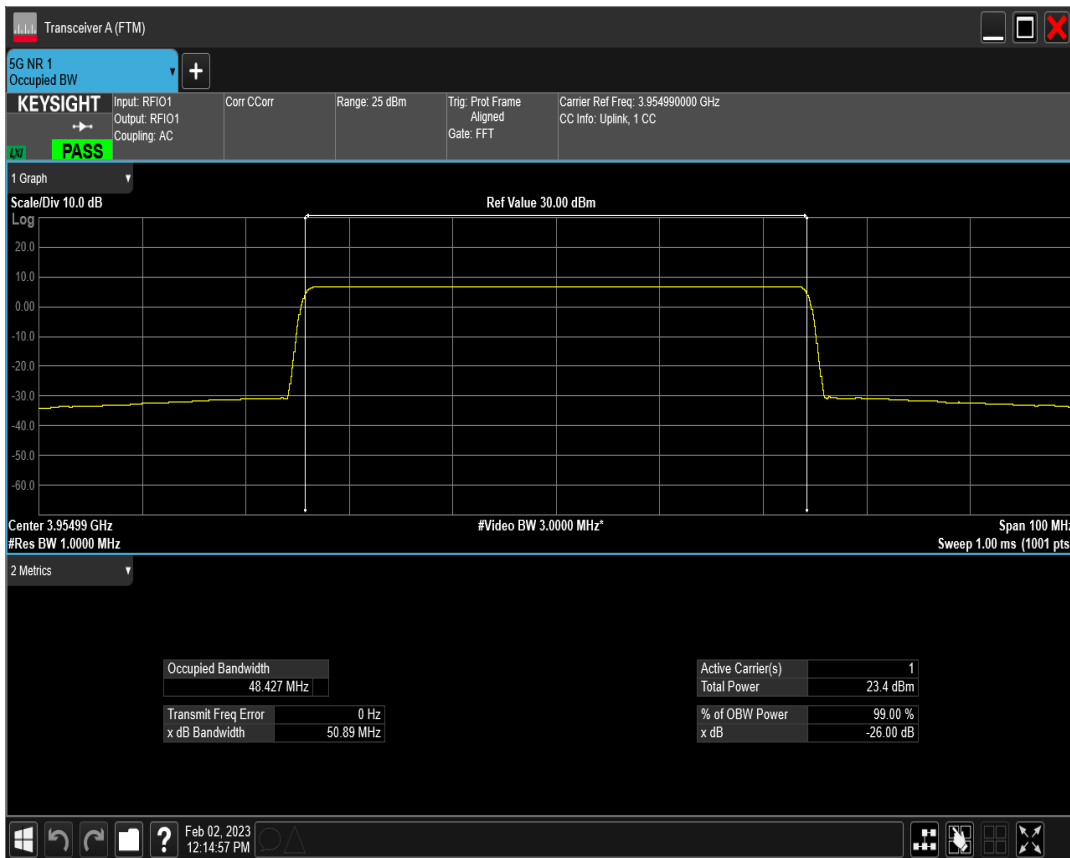 Transceiver A (FTM)
5G NR 1
Occupied BW
+
KEYSIGHT
LXI
PASS
Input: RFIO1
Output: RFIO1
Coupling: AC
Corr CCorr
Range: 25 dBm
Trig: Prot Frame
Aligned
Gate: FFT
Carrier Ref Freq: 3.954990000 GHz
CC Info: Uplink, 1 CC
1 Graph
Scale/Div 10.0 dB
Ref Value 30.00 dBm
Log
20.0
10.0
0.00
-10.0
-20.0
-30.0
-40.0
-50.0
-60.0
Center 3.95499 GHz
#Video BW 3.0000 MHz*
Span 100 MHz
#Res BW 1.0000 MHz
Sweep 1.00 ms (1001 pts
2 Metrics
Occupied Bandwidth
48.427 MHz
Transmit Freq Error 0 Hz
x dB Bandwidth 50.89 MHz
Active Carrier(s) 1
Total Power 23.4 dBm
% of OBW Power 99.00 %
x dB -26.00 dB
?
Feb 02, 2023
12:14:57 PM